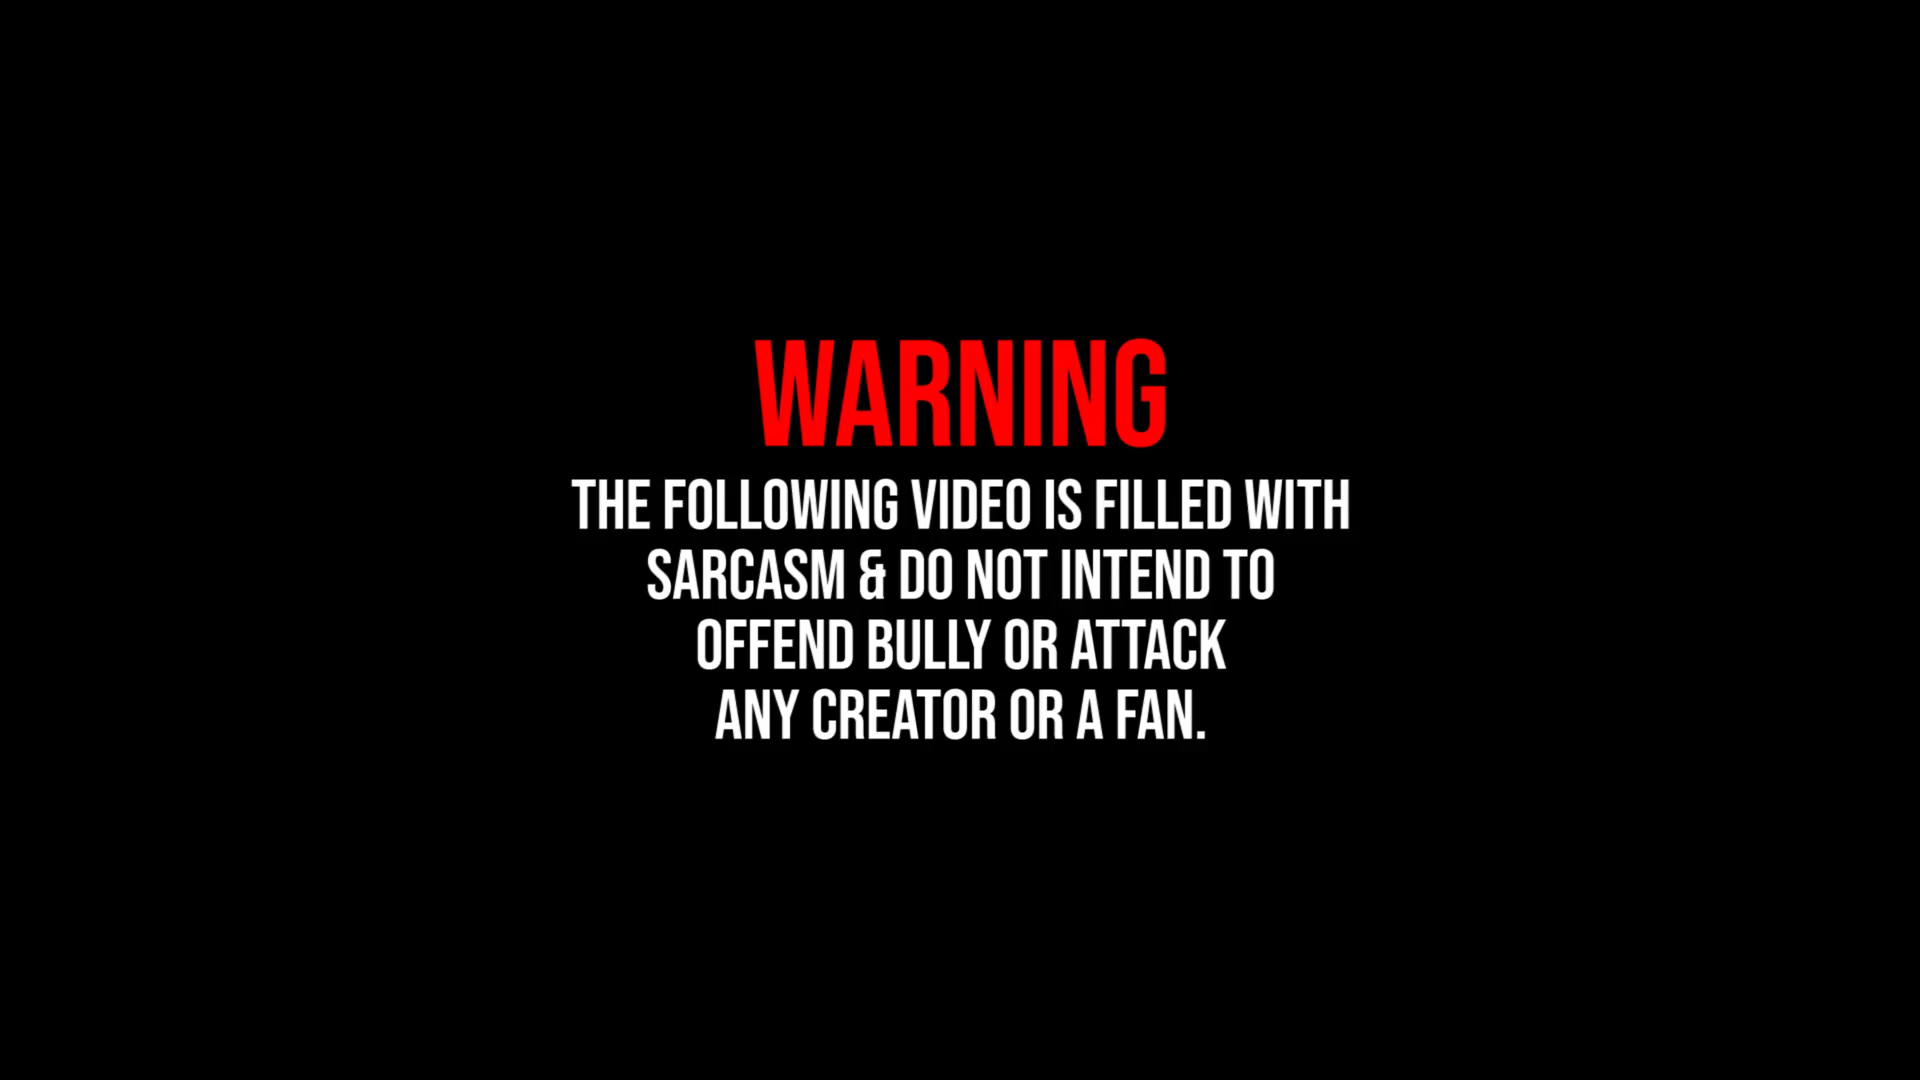 WARNING
THE FOLLOWING VIDEO IS FILLED WITH
SARCASM & DO NOT INTEND TO
OFFEND BULLY OR ATTACK
ANY CREATOR OR A FAN.